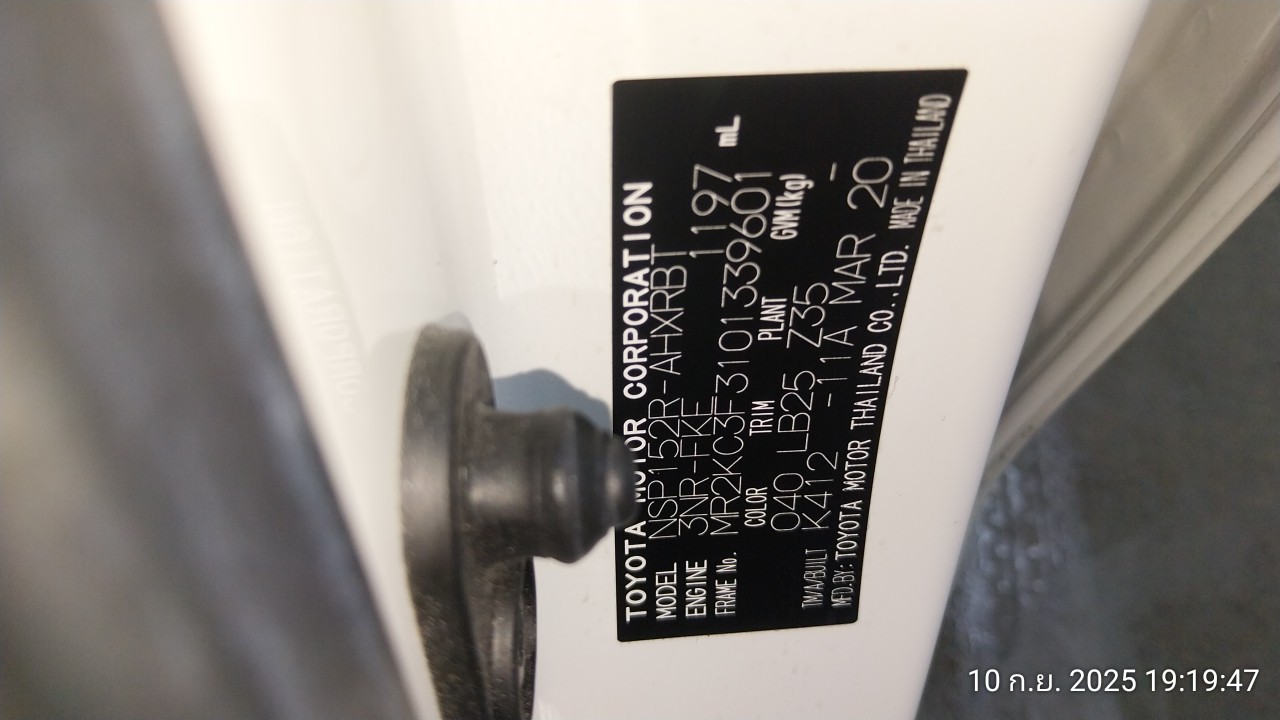 TOYOTA MOTOR CORPORATION
MODEL NSP152R-AHXRBT
ENGINE 3NR-FKE 1197 mL
FRAME No. MR2KC3F3101339601
COLOR TRIM PLANT GVM(kg)
040 LB25 Z35 -
TM/A/BUILT K412 -11A MAR 20
MFD.BY:TOYOTA MOTOR THAILAND CO.,LTD. MADE IN THAILAND
10 ก.ย. 2025 19:19:47